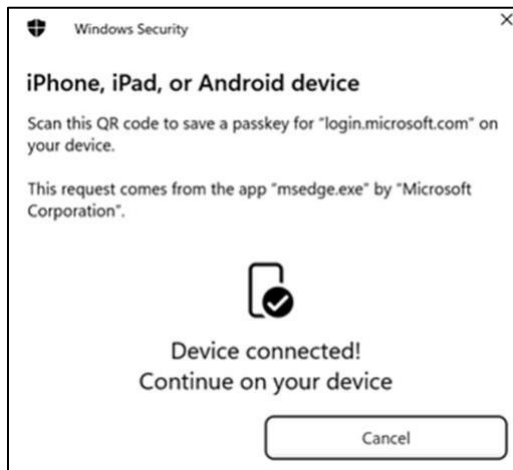 Windows Security
iPhone, iPad, or Android device
Scan this QR code to save a passkey for "login.microsoft.com" on
your device.
This request comes from the app "msedge.exe" by "Microsoft
Corporation".
Device connected!
Continue on your device
Cancel